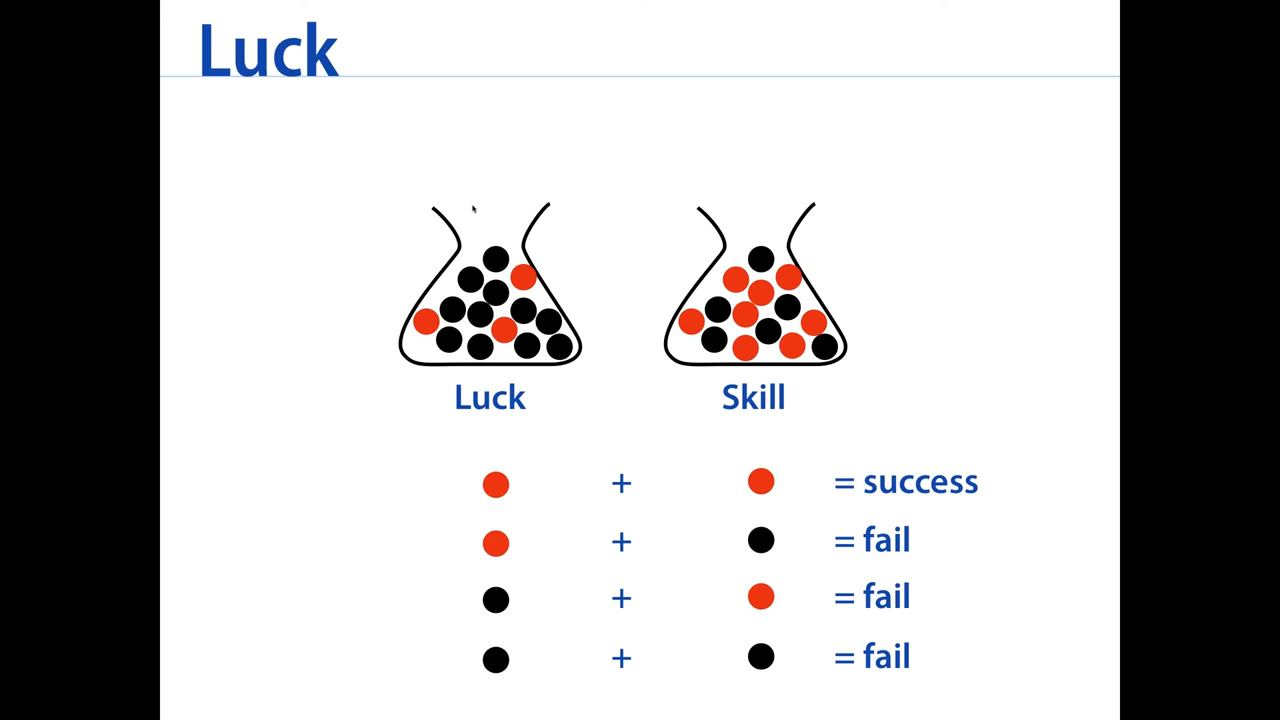 Luck
Luck Skill
+ = success
+ = fail
+ = fail
+ = fail